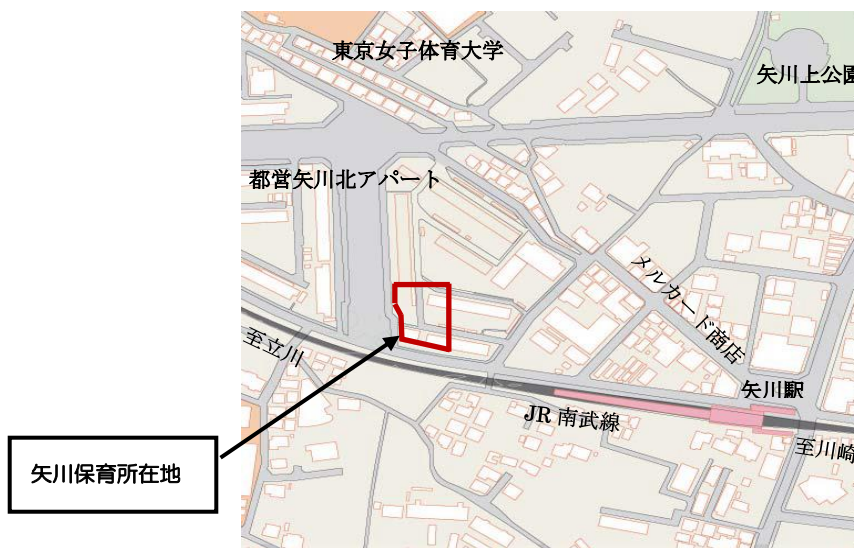 東京女子体育大学
矢川上公園
都営矢川北アパート
メルカード商店
至立川
矢川駅
JR 南武線
至川崎
矢川保育所在地